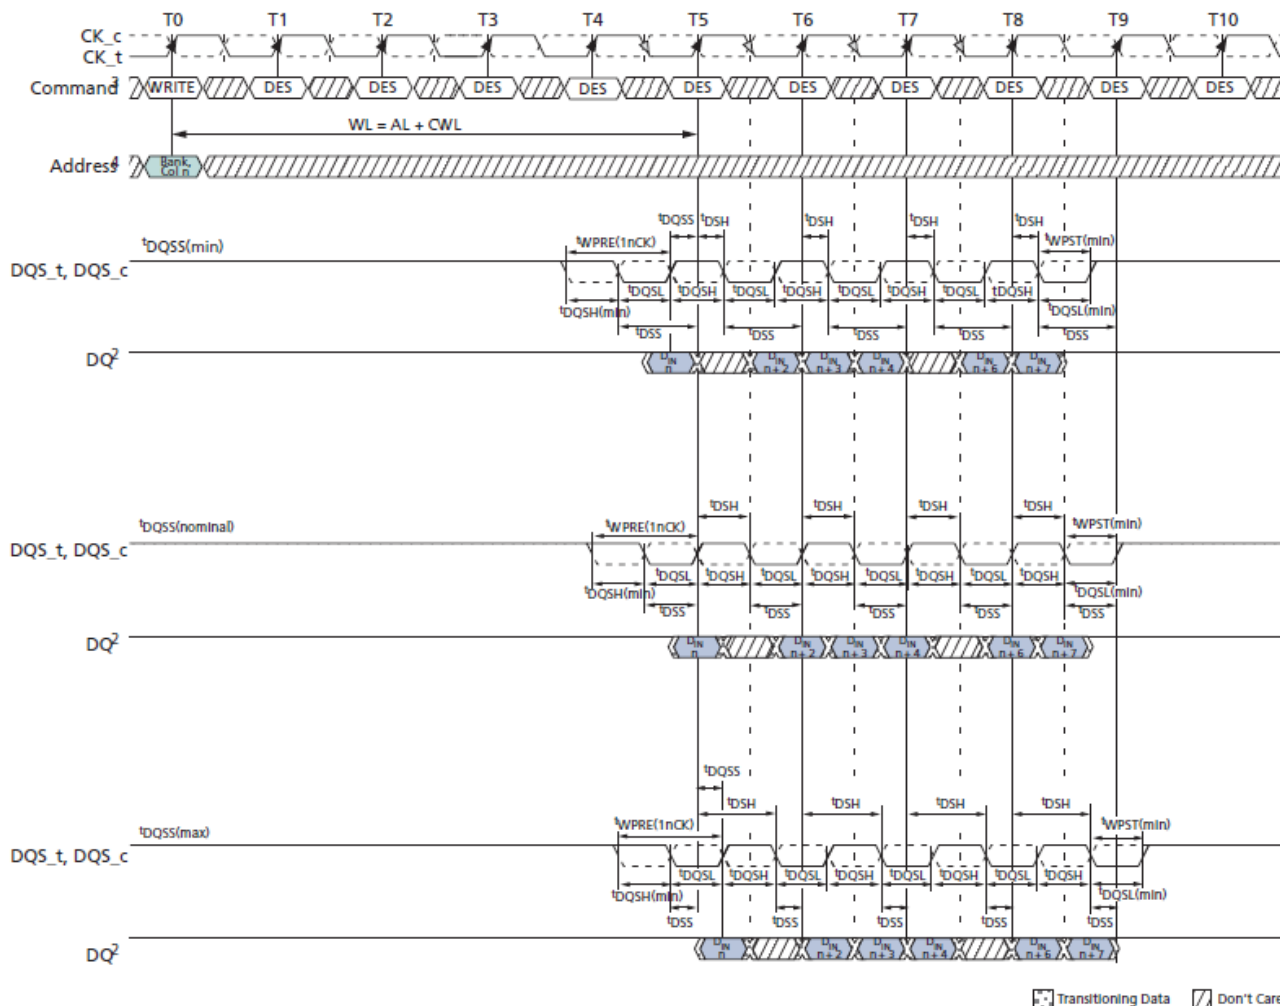 T0 T1 T2 T3 T4 T5 T6 T7 T8 T9 T10
CK_c
CK_t
Command3 WRITE DES DES DES DES DES DES DES DES DES DES
WL = AL + CWL
Address4 Bank, Col n
tDQSS tDSH tDSH tDSH tDSH
tDQSS(min) tWPRE(1nCK) tWPST(min)
DQS_t, DQS_c
tDQSL tDQSH tDQSL tDQSH tDQSL tDQSH tDQSL tDQSH
tDQSH(min) tDQSL(min)
tDSS tDSS tDSS tDSS tDSS
DQ2 DIN n DIN n + 2 DIN n + 3 DIN n + 4 DIN n + 6 DIN n + 7
tDSH tDSH tDSH tDSH
tDQSS(nominal) tWPRE(1nCK) tWPST(min)
DQS_t, DQS_c
tDQSL tDQSH tDQSL tDQSH tDQSL tDQSH tDQSL tDQSH
tDQSH(min) tDQSL(min)
tDSS tDSS tDSS tDSS tDSS
DQ2 DIN n DIN n + 2 DIN n + 3 DIN n + 4 DIN n + 6 DIN n + 7
tDQSS
tDSH tDSH tDSH tDSH
tDQSS(max) tWPRE(1nCK) tWPST(min)
DQS_t, DQS_c
tDQSL tDQSH tDQSL tDQSH tDQSL tDQSH tDQSL tDQSH
tDQSH(min) tDQSL(min)
tDSS tDSS tDSS tDSS tDSS
DQ2 DIN n DIN n + 2 DIN n + 3 DIN n + 4 DIN n + 6 DIN n + 7
Transitioning Data Don't Care